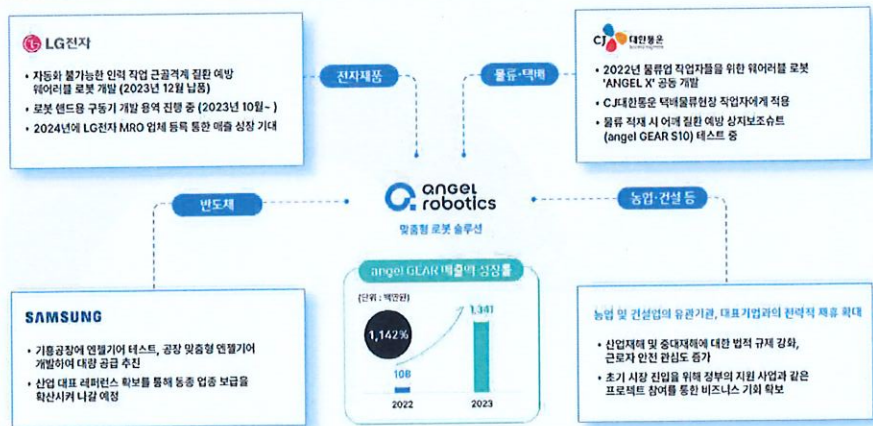 LG전자
• 자동화 불가능한 인력 작업 근골격계 질환 예방
웨어러블 로봇 개발 (2023년 12월 납품)
• 로봇 핸드용 구동기 개발 용역 진행 중 (2023년 10월~ )
• 2024년에 LG전자 MRO 업체 등록 통한 매출 성장 기대
전자제품
물류·택배
CJ 대한통운
• 2022년 물류업 작업자들을 위한 웨어러블 로봇
'ANGEL X' 공동 개발
• CJ대한통운 택배물류현장 작업자에게 적용
• 물류 적재 시 어깨 질환 예방 상지보조슈트
(angel GEAR S10) 테스트 중
반도체
angel
robotics
맞춤형 로봇 솔루션
농업·건설 등
angel GEAR 매출액 성장률
(단위 : 백만원)
1,142%
1,341
108
2022
2023
SAMSUNG
• 기흥공장에 엔젤기어 테스트, 공장 맞춤형 엔젤기어
개발하여 대량 공급 추진
• 산업 대표 레퍼런스 확보를 통해 동종 업종 보급을
확산시켜 나갈 예정
농업 및 건설업의 유관기관, 대표기업과의 전략적 제휴 확대
• 산업재해 및 중대재해에 대한 법적 규제 강화,
근로자 안전 관심도 증가
• 초기 시장 진입을 위해 정부의 지원 사업과 같은
프로젝트 참여를 통한 비즈니스 기회 확보